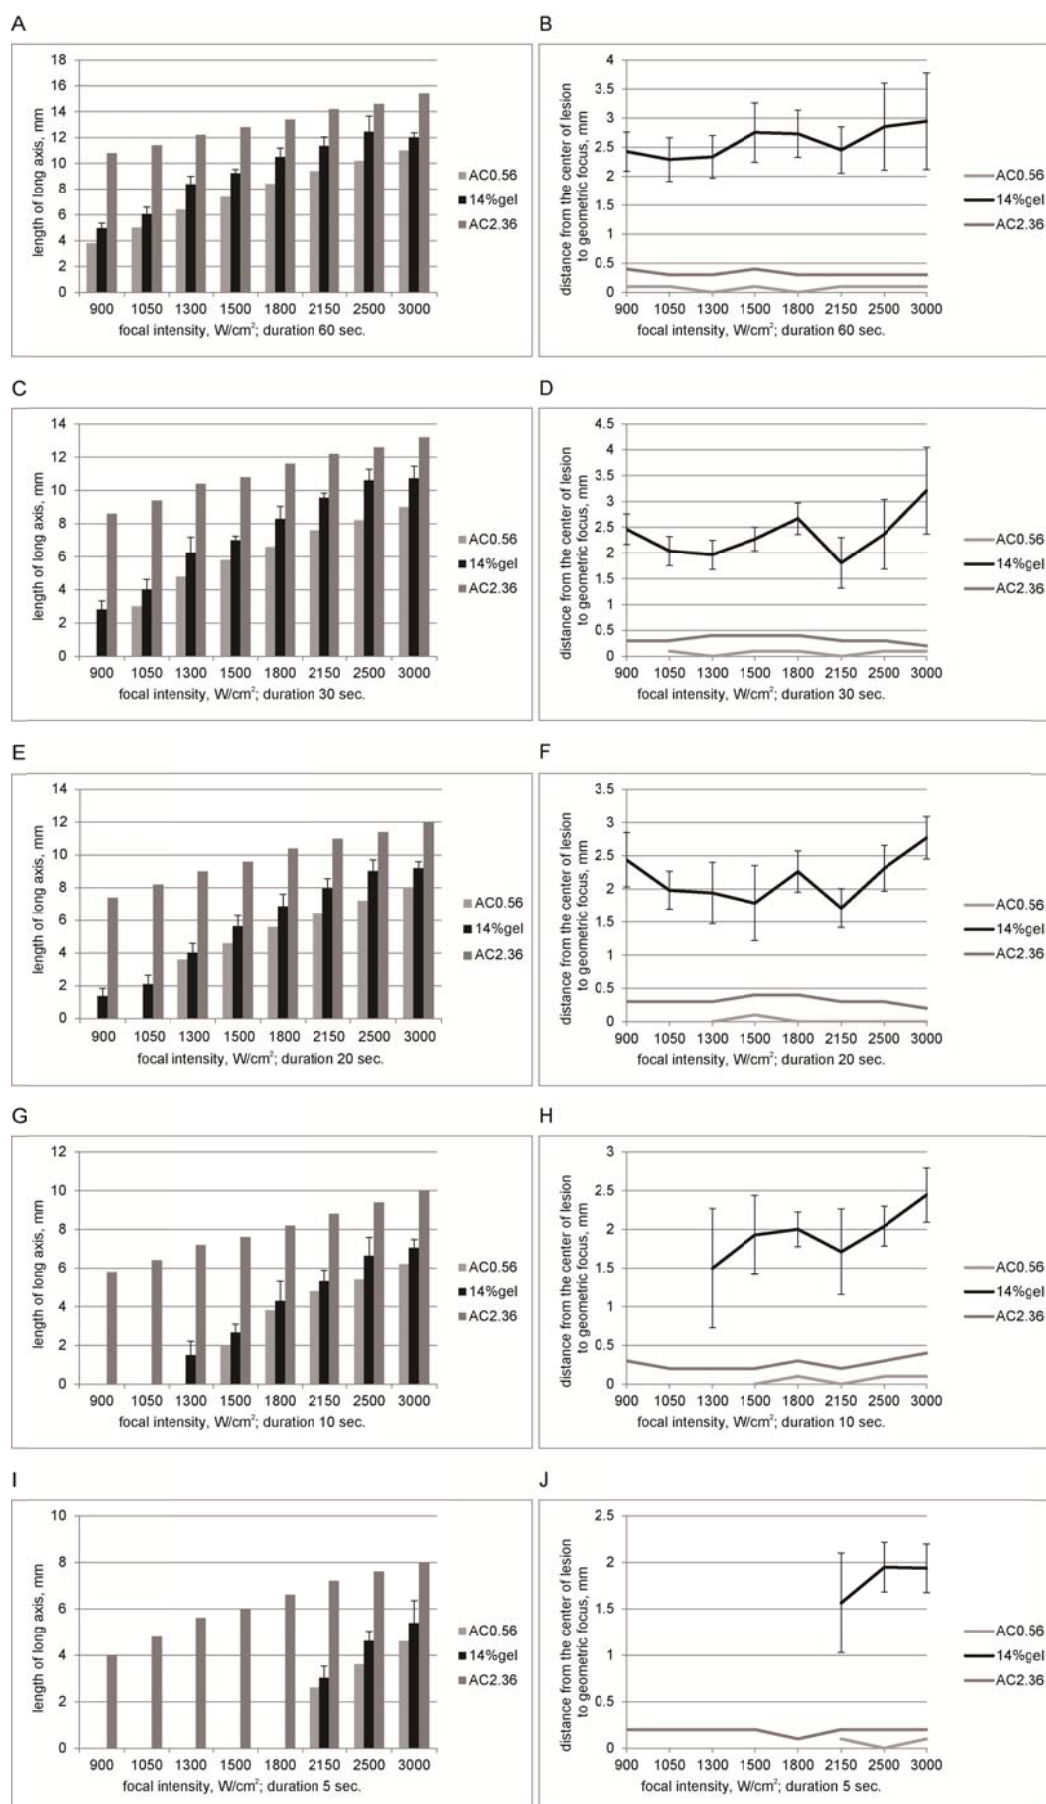 A
18
16
14
12
10
8
6
4
2
0
length of long axis, mm
900 1050 1300 1500 1800 2150 2500 3000
focal intensity, W/cm²; duration 60 sec.
AC0.56
14%gel
AC2.36
B
4
3.5
3
2.5
2
1.5
1
0.5
0
distance from the center of lesion
to geometric focus, mm
900 1050 1300 1500 1800 2150 2500 3000
focal intensity, W/cm²; duration 60 sec.
AC0.56
14%gel
AC2.36
C
14
12
10
8
6
4
2
0
length of long axis, mm
900 1050 1300 1500 1800 2150 2500 3000
focal intensity, W/cm²; duration 30 sec.
AC0.56
14%gel
AC2.36
D
4.5
4
3.5
3
2.5
2
1.5
1
0.5
0
distance from the center of lesion
to geometric focus, mm
900 1050 1300 1500 1800 2150 2500 3000
focal intensity, W/cm²; duration 30 sec.
AC0.56
14%gel
AC2.36
E
14
12
10
8
6
4
2
0
length of long axis, mm
900 1050 1300 1500 1800 2150 2500 3000
focal intensity, W/cm²; duration 20 sec.
AC0.56
14%gel
AC2.36
F
3.5
3
2.5
2
1.5
1
0.5
0
distance from the center of lesion
to geometric focus, mm
900 1050 1300 1500 1800 2150 2500 3000
focal intensity, W/cm²; duration 20 sec.
AC0.56
14%gel
AC2.36
G
12
10
8
6
4
2
0
length of long axis, mm
900 1050 1300 1500 1800 2150 2500 3000
focal intensity, W/cm²; duration 10 sec.
AC0.56
14%gel
AC2.36
H
3
2.5
2
1.5
1
0.5
0
distance from the center of lesion
to geometric focus, mm
900 1050 1300 1500 1800 2150 2500 3000
focal intensity, W/cm²; duration 10 sec.
AC0.56
14%gel
AC2.36
I
10
8
6
4
2
0
length of long axis, mm
900 1050 1300 1500 1800 2150 2500 3000
focal intensity, W/cm²; duration 5 sec.
AC0.56
14%gel
AC2.36
J
2.5
2
1.5
1
0.5
0
distance from the center of lesion
to geometric focus, mm
900 1050 1300 1500 1800 2150 2500 3000
focal intensity, W/cm²; duration 5 sec.
AC0.56
14%gel
AC2.36